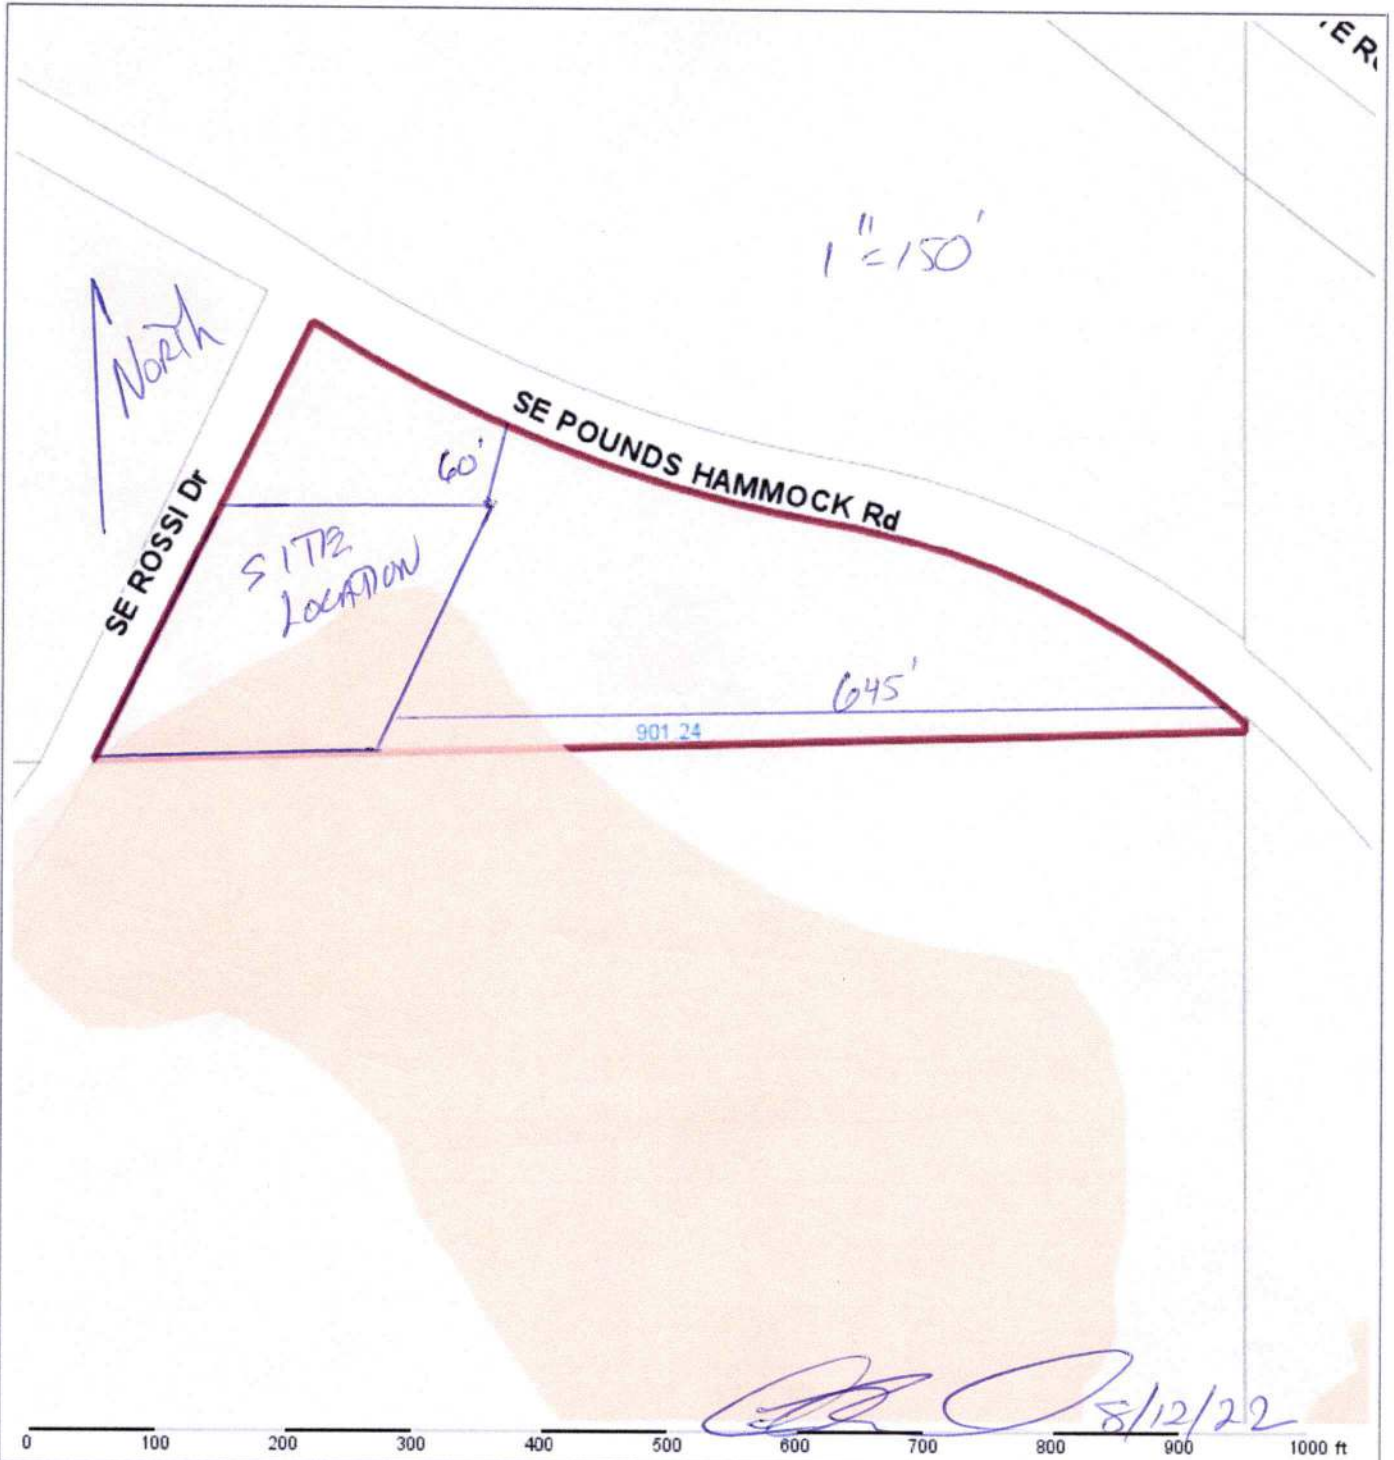 1"=150'
North
SE POUNDS HAMMOCK Rd
60'
SE ROSSI Dr
SITE
LOCATION
645'
901.24
8/12/22
0 100 200 300 400 500 600 700 800 900 1000 ft